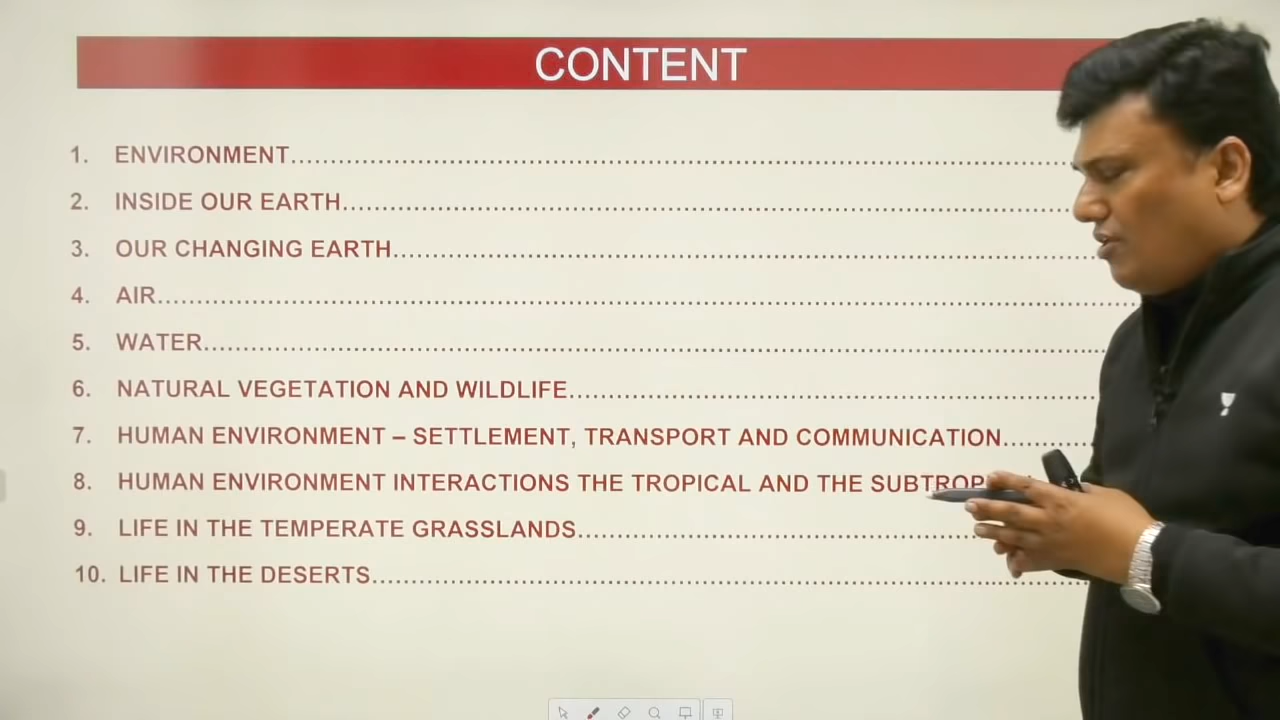 CONTENT
1. ENVIRONMENT
2. INSIDE OUR EARTH
3. OUR CHANGING EARTH
4. AIR
5. WATER
6. NATURAL VEGETATION AND WILDLIFE
7. HUMAN ENVIRONMENT – SETTLEMENT, TRANSPORT AND COMMUNICATION
8. HUMAN ENVIRONMENT INTERACTIONS THE TROPICAL AND THE
9. LIFE IN THE TEMPERATE GRASSLANDS
10. LIFE IN THE DESERTS